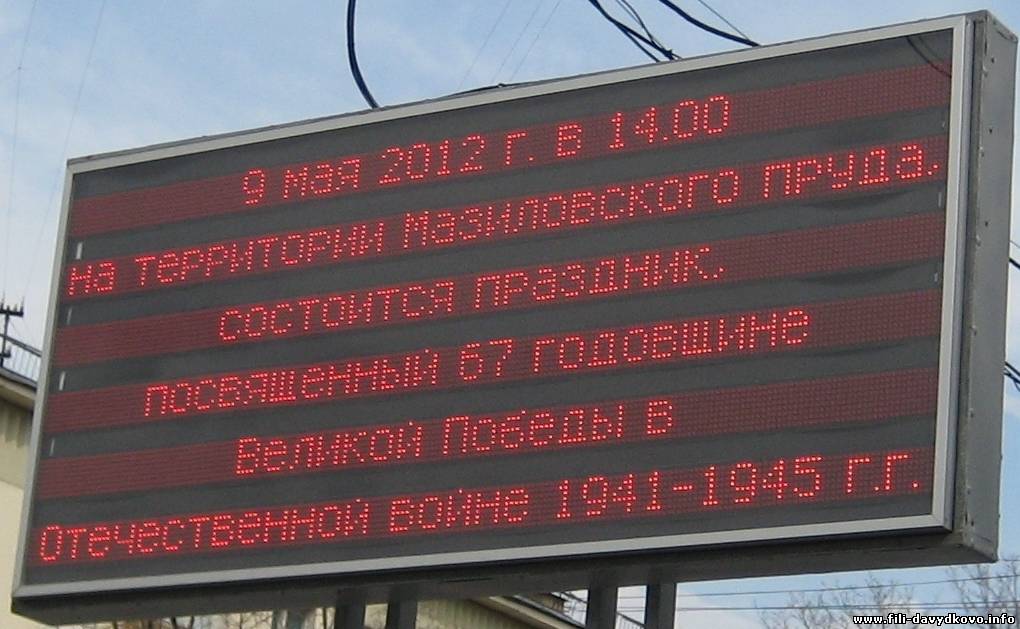 9 мая 2012 г. в 14.00
на территории Мазиловского пруда.
состоится праздник.
посвященный 67 годовщине
Великой Победы В
Отечественной войне 1941-1945 г.г.
www.fili-davydkovo.info